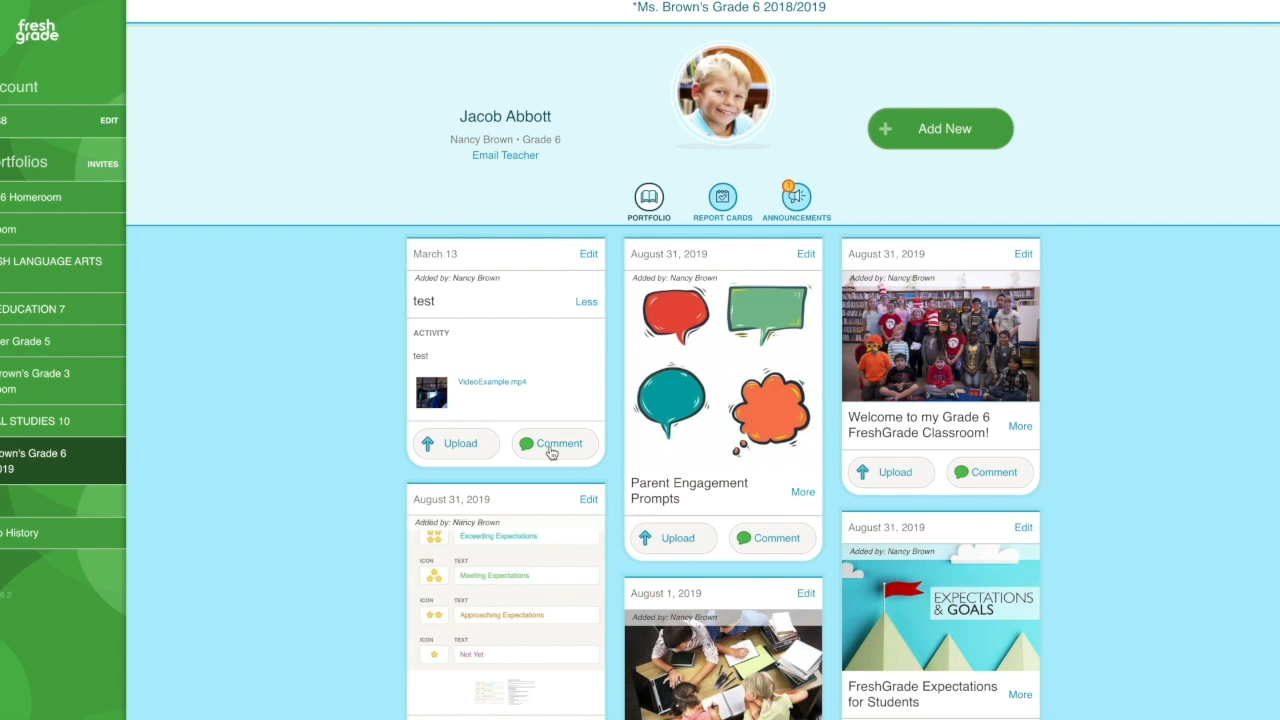 *Ms. Brown's Grade 6 2018/2019
fresh
grade
count
8 EDIT
rtfolios INVITES
6 Homeroom
om
SH LANGUAGE ARTS
EDUCATION 7
er Grade 5
rown's Grade 3
om
L STUDIES 10
own's Grade 6
019
o History
6.2
Jacob Abbott
Nancy Brown • Grade 6
Email Teacher
+ Add New
PORTFOLIO
REPORT CARDS
1
ANNOUNCEMENTS
March 13 Edit
Added by: Nancy Brown
test Less
ACTIVITY
test
VideoExample.mp4
Upload Comment
August 31, 2019 Edit
Added by: Nancy Brown
Exceeding Expectations
ICON TEXT
Meeting Expectations
ICON TEXT
Approaching Expectations
ICON TEXT
Not Yet
August 31, 2019 Edit
Added by: Nancy Brown
Parent Engagement
Prompts More
Upload Comment
August 1, 2019 Edit
Added by: Nancy Brown
August 31, 2019 Edit
Added by: Nancy Brown
Welcome to my Grade 6
FreshGrade Classroom! More
Upload Comment
August 31, 2019 Edit
Added by: Nancy Brown
EXPECTATIONS
& GOALS
FreshGrade Expectations
for Students More